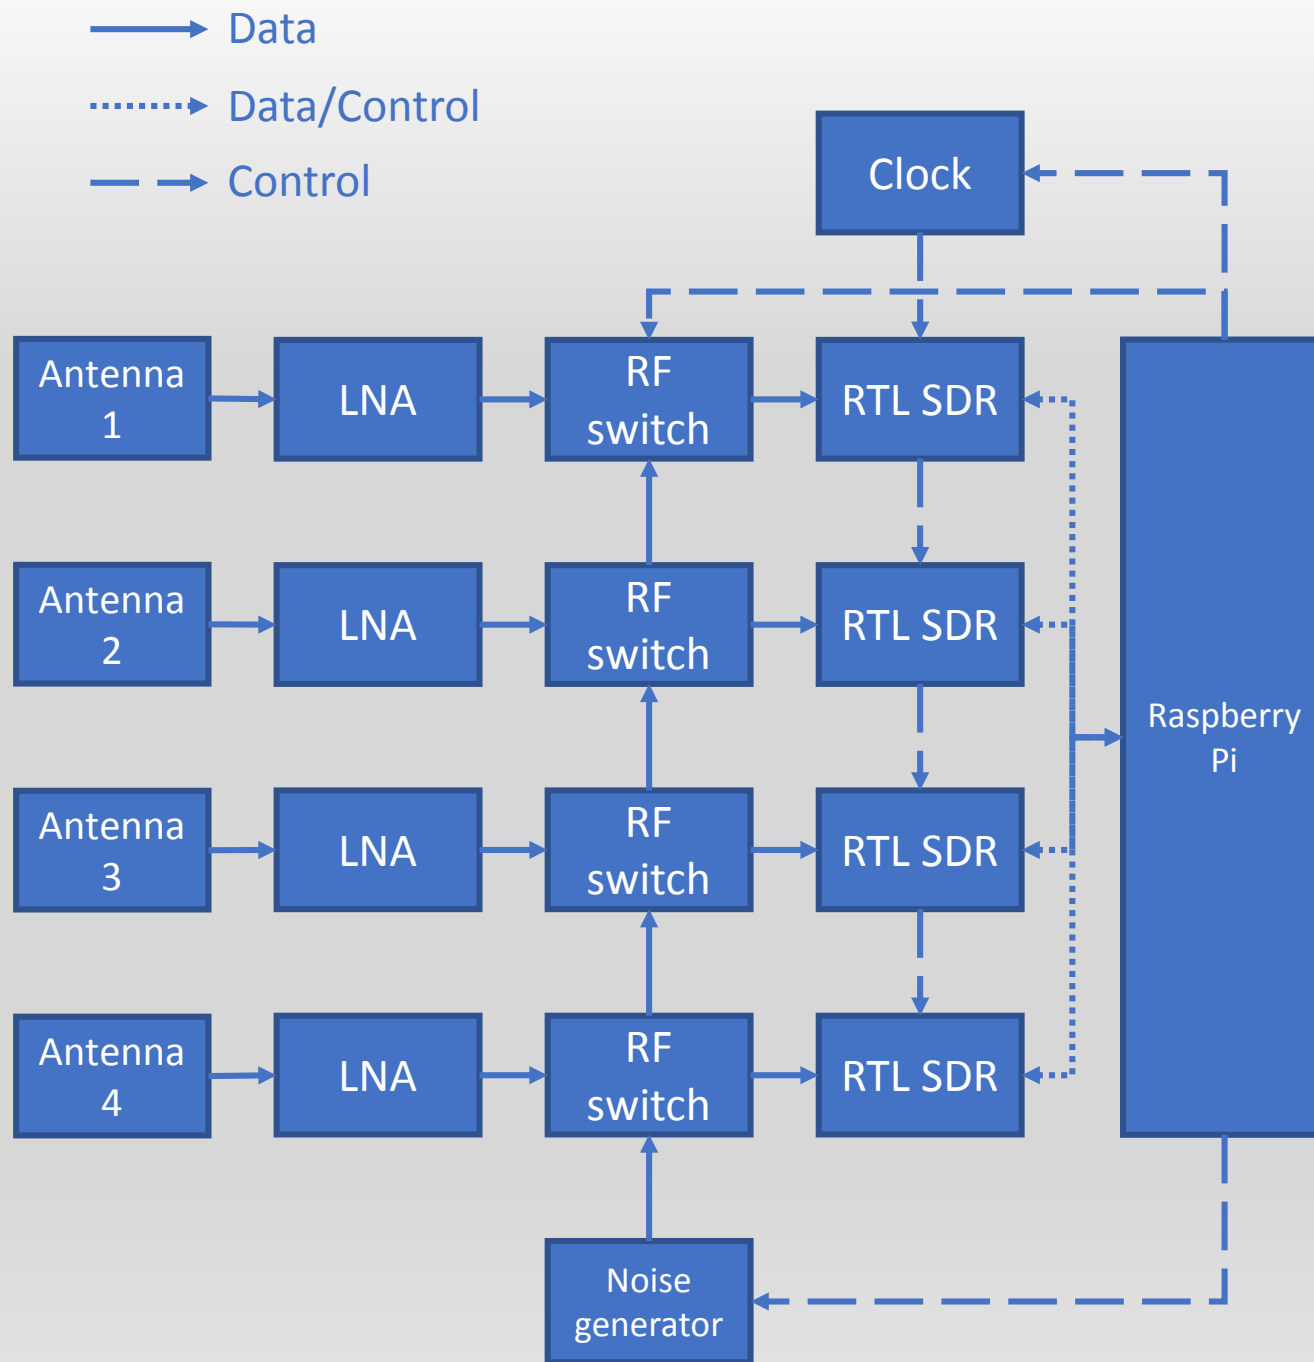 Data
Data/Control
Control
Clock
Antenna
1
LNA
RF
switch
RTL SDR
Antenna
2
LNA
RF
switch
RTL SDR
Raspberry
Pi
Antenna
3
LNA
RF
switch
RTL SDR
Antenna
4
LNA
RF
switch
RTL SDR
Noise
generator